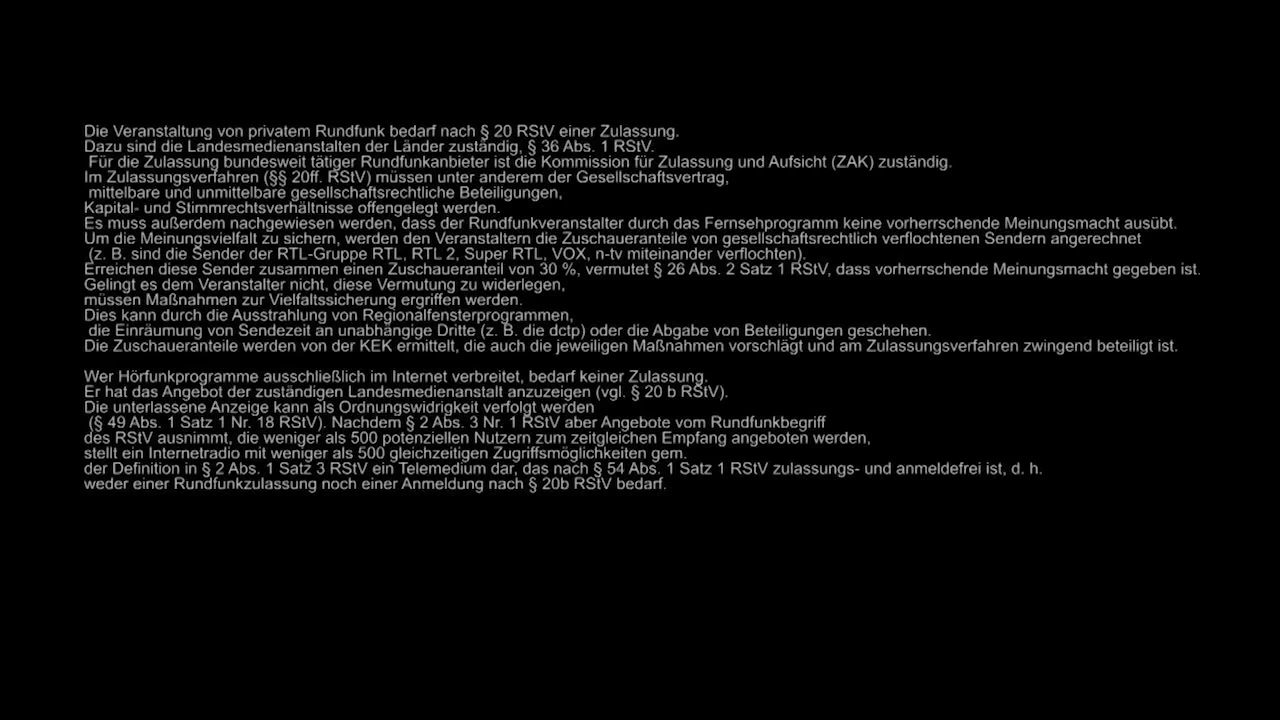 Die Veranstaltung von privatem Rundfunk bedarf nach § 20 RStV einer Zulassung.
Dazu sind die Landesmedienanstalten der Länder zuständig, § 36 Abs. 1 RStV.
Für die Zulassung bundesweit tätiger Rundfunkanbieter ist die Kommission für Zulassung und Aufsicht (ZAK) zuständig.
Im Zulassungsverfahren (§§ 20ff. RStV) müssen unter anderem der Gesellschaftsvertrag,
mittelbare und unmittelbare gesellschaftsrechtliche Beteiligungen,
Kapital- und Stimmrechtsverhältnisse offengelegt werden.
Es muss außerdem nachgewiesen werden, dass der Rundfunkveranstalter durch das Fernsehprogramm keine vorherrschende Meinungsmacht ausübt.
Um die Meinungsvielfalt zu sichern, werden den Veranstaltern die Zuschaueranteile von gesellschaftsrechtlich verflochtenen Sendern angerechnet
(z. B. sind die Sender der RTL-Gruppe RTL, RTL 2, Super RTL, VOX, n-tv miteinander verflochten).
Erreichen diese Sender zusammen einen Zuschaueranteil von 30 %, vermutet § 26 Abs. 2 Satz 1 RStV, dass vorherrschende Meinungsmacht gegeben ist.
Gelingt es dem Veranstalter nicht, diese Vermutung zu widerlegen,
müssen Maßnahmen zur Vielfaltssicherung ergriffen werden.
Dies kann durch die Ausstrahlung von Regionalfensterprogrammen,
die Einräumung von Sendezeit an unabhängige Dritte (z. B. die dctp) oder die Abgabe von Beteiligungen geschehen.
Die Zuschaueranteile werden von der KEK ermittelt, die auch die jeweiligen Maßnahmen vorschlägt und am Zulassungsverfahren zwingend beteiligt ist.
Wer Hörfunkprogramme ausschließlich im Internet verbreitet, bedarf keiner Zulassung.
Er hat das Angebot der zuständigen Landesmedienanstalt anzuzeigen (vgl. § 20 b RStV).
Die unterlassene Anzeige kann als Ordnungswidrigkeit verfolgt werden
(§ 49 Abs. 1 Satz 1 Nr. 18 RStV). Nachdem § 2 Abs. 3 Nr. 1 RStV aber Angebote vom Rundfunkbegriff
des RStV ausnimmt, die weniger als 500 potenziellen Nutzern zum zeitgleichen Empfang angeboten werden,
stellt ein Internetradio mit weniger als 500 gleichzeitigen Zugriffsmöglichkeiten gem.
der Definition in § 2 Abs. 1 Satz 3 RStV ein Telemedium dar, das nach § 54 Abs. 1 Satz 1 RStV zulassungs- und anmeldefrei ist, d. h.
weder einer Rundfunkzulassung noch einer Anmeldung nach § 20b RStV bedarf.